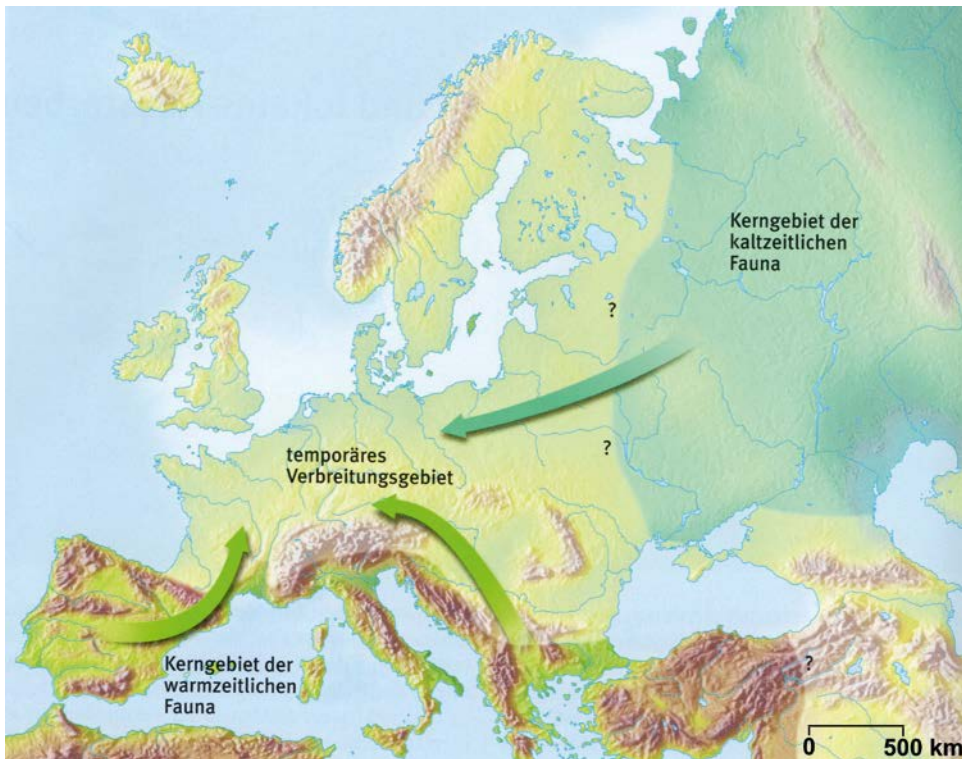 Kerngebiet der
kaltzeitlichen
Fauna
?
?
temporäres
Verbreitungsgebiet
Kerngebiet der
warmzeitlichen
Fauna
?
0 500 km